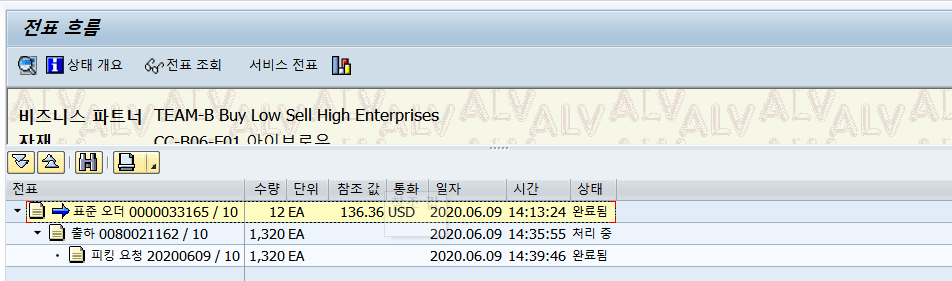 전표 흐름
상태 개요 전표 조회 서비스 전표
비즈니스 파트너 TEAM-B Buy Low Sell High Enterprises
자재 CC-B06-F01 아이브로우
전표 수량 단위 참조 값 통화 일자 시간 상태
표준 오더 0000033165 / 10 12 EA 136.36 USD 2020.06.09 14:13:24 완료됨
출하 0080021162 / 10 1,320 EA 2020.06.09 14:35:55 처리 중
피킹 요청 20200609 / 10 1,320 EA 2020.06.09 14:39:46 완료됨